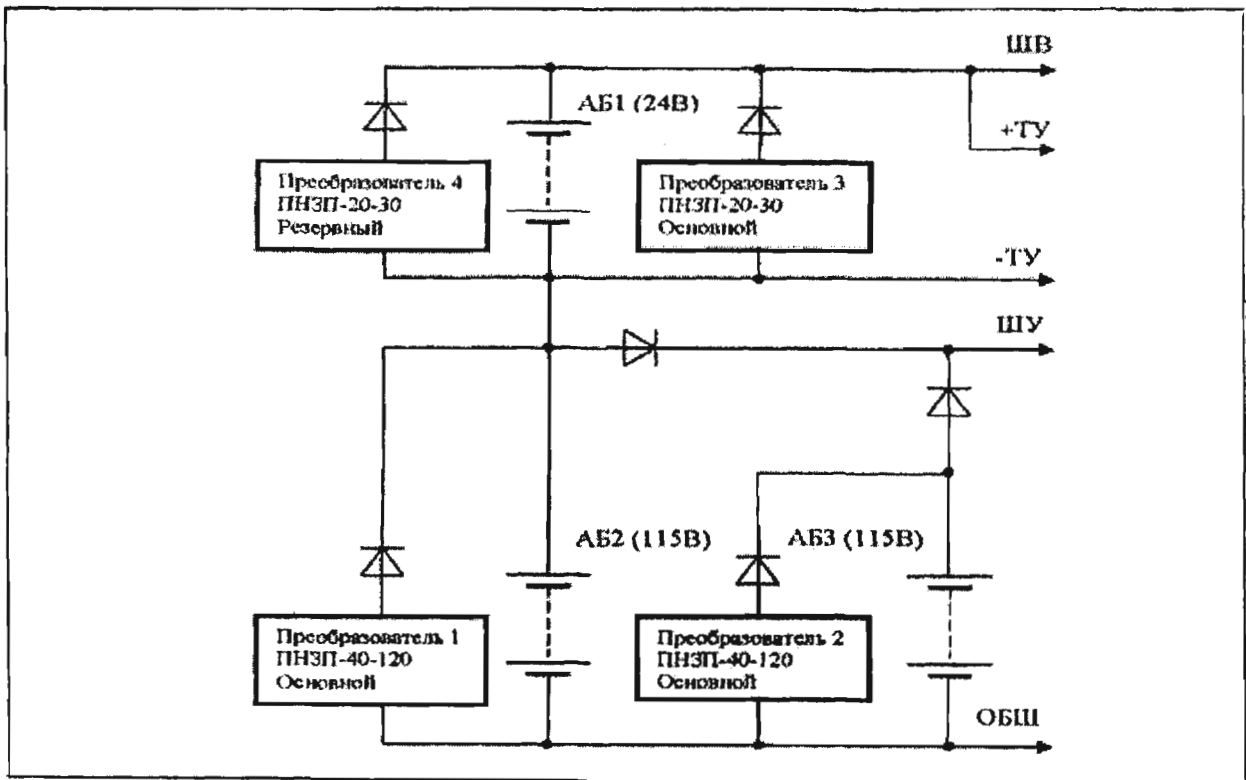 ШВ
АБ1 (24В)
+ТУ
Преобразователь 4
ПНЗП-20-30
Резервный
Преобразователь 3
ПНЗП-20-30
Основной
-ТУ
ШУ
АБ2 (115В)
АБ3 (115В)
Преобразователь 1
ПНЗП-40-120
Основной
Преобразователь 2
ПНЗП-40-120
Основной
ОБШ